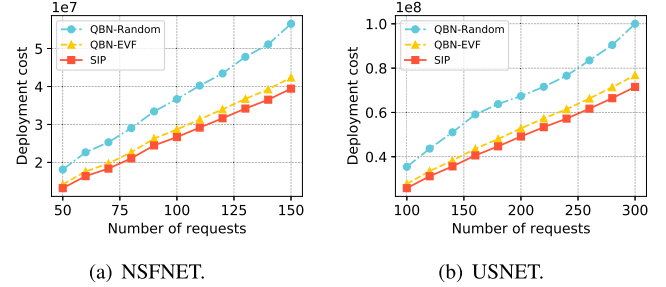 1e7
QBN-Random
QBN-EVF
SIP
Deployment cost
5
4
3
2
50 75 100 125 150
Number of requests
(a) NSFNET.
1e8
QBN-Random
QBN-EVF
SIP
Deployment cost
1.0
0.8
0.6
0.4
100 150 200 250 300
Number of requests
(b) USNET.